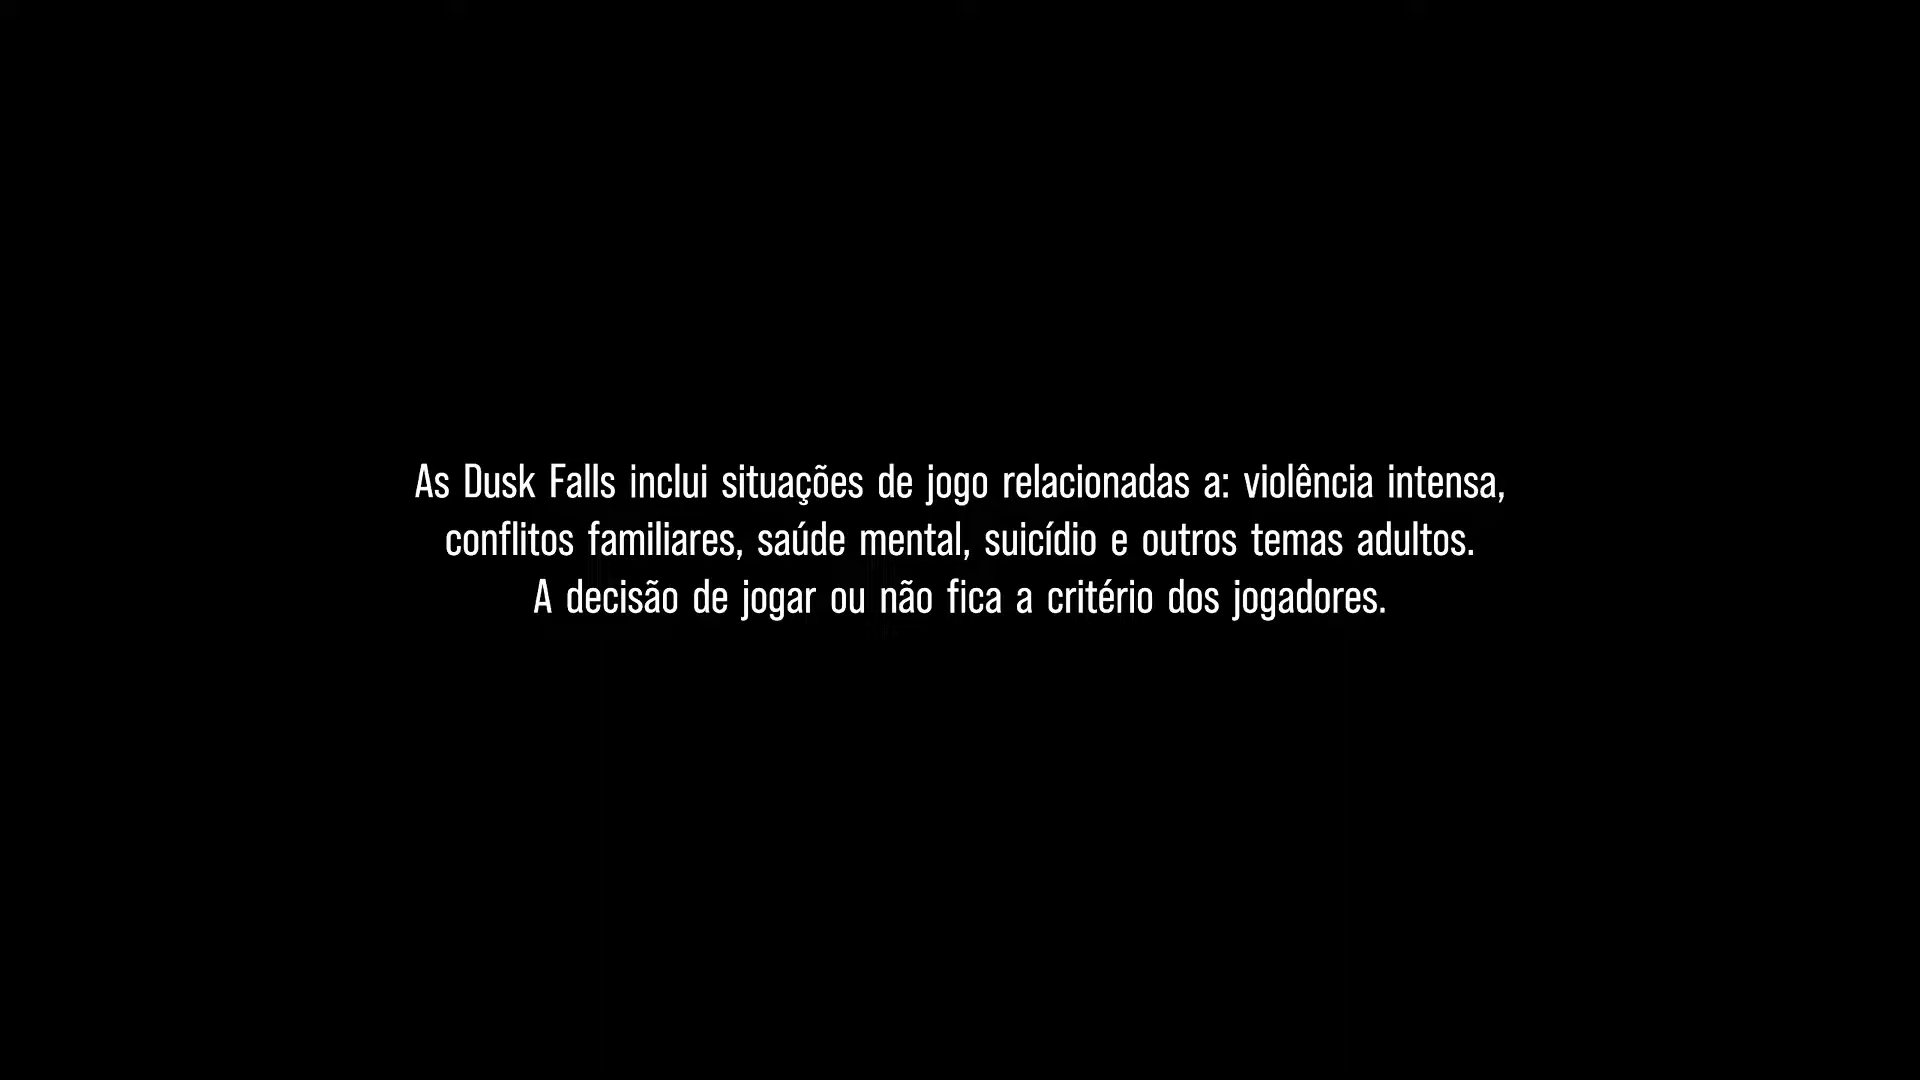 As Dusk Falls inclui situações de jogo relacionadas a: violência intensa,
conflitos familiares, saúde mental, suicídio e outros temas adultos.
A decisão de jogar ou não fica a critério dos jogadores.